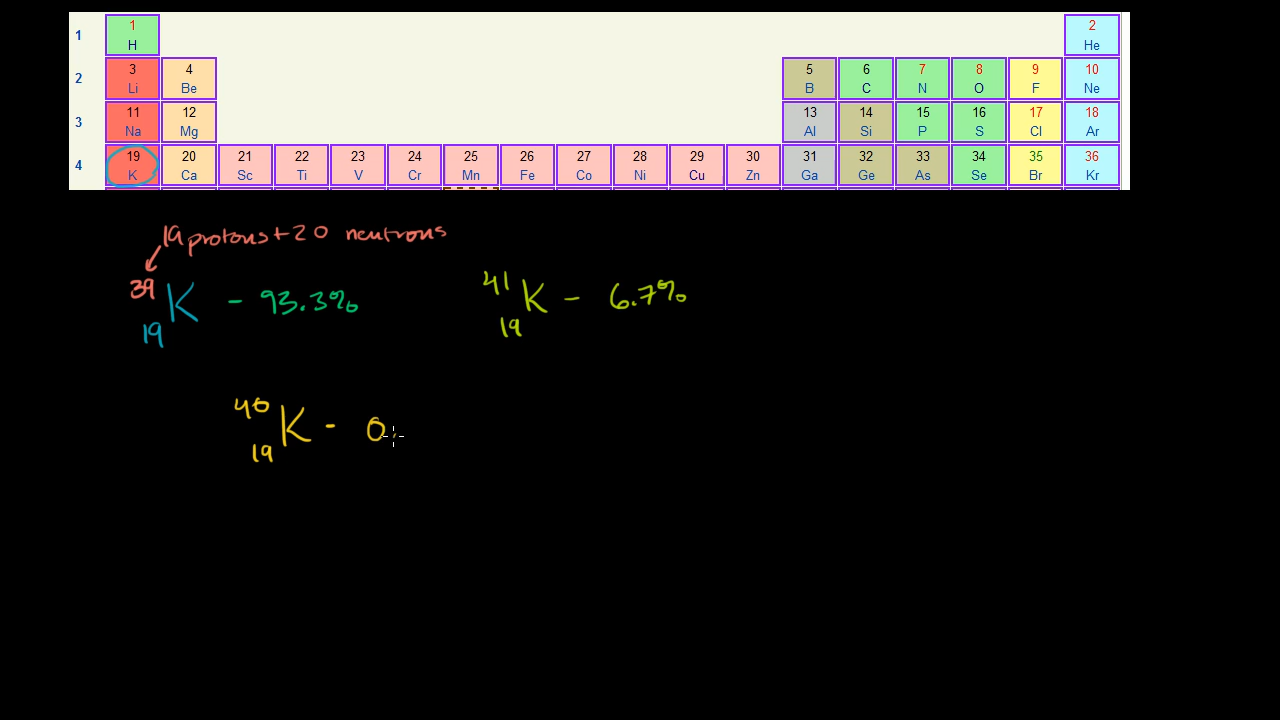 1 1 H 2 He
2 3 Li 4 Be 5 B 6 C 7 N 8 O 9 F 10 Ne
3 11 Na 12 Mg 13 Al 14 Si 15 P 16 S 17 Cl 18 Ar
4 19 K 20 Ca 21 Sc 22 Ti 23 V 24 Cr 25 Mn 26 Fe 27 Co 28 Ni 29 Cu 30 Zn 31 Ga 32 Ge 33 As 34 Se 35 Br 36 Kr
19 protons + 20 neutrons
39 19 K - 93.3%
41 19 K - 6.7%
40 19 K - 0.